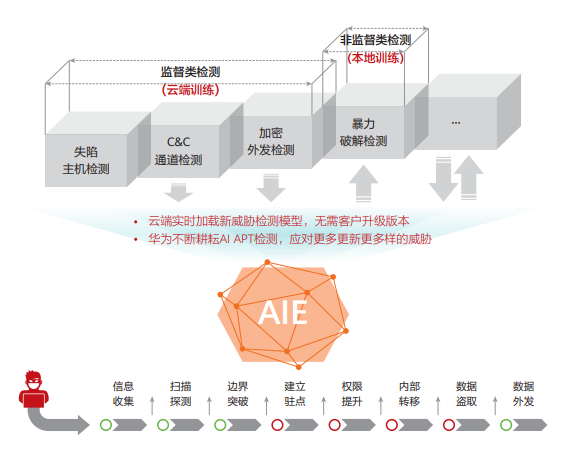 非监督类检测
(本地训练)
监督类检测
(云端训练)
失陷
主机检测
C&C
通道检测
加密
外发检测
暴力
破解检测
...
• 云端实时加载新威胁检测模型，无需客户升级版本
• 华为不断耕耘AI APT检测，应对更多更新更多样的威胁
AIE
信息
收集
扫描
探测
边界
突破
建立
驻点
权限
提升
内部
转移
数据
盗取
数据
外发